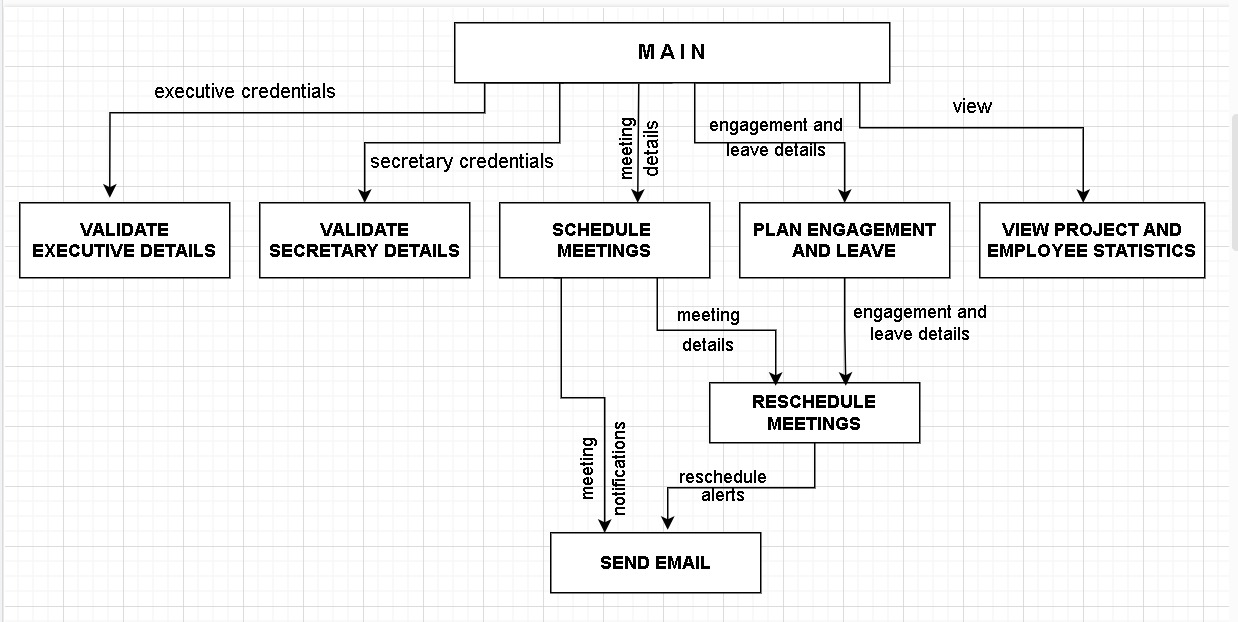 MAIN
executive credentials
view
engagement and
leave details
meeting
details
secretary credentials
VALIDATE
EXECUTIVE DETAILS
VALIDATE
SECRETARY DETAILS
SCHEDULE
MEETINGS
PLAN ENGAGEMENT
AND LEAVE
VIEW PROJECT AND
EMPLOYEE STATISTICS
meeting
details
engagement and
leave details
RESCHEDULE
MEETINGS
meeting
notifications
reschedule
alerts
SEND EMAIL